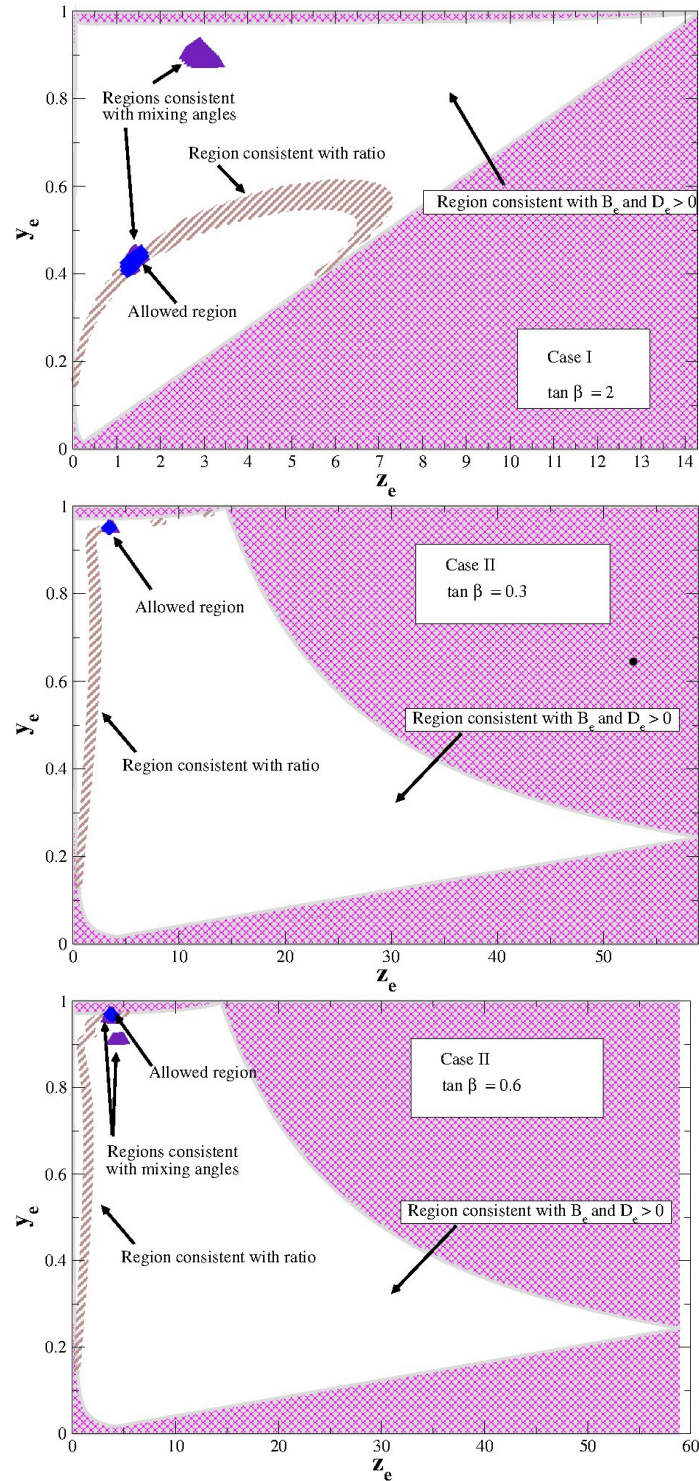 1
0.8
0.6
0.4
0.2
0
y_e
Regions consistent
with mixing angles
Region consistent with ratio
Region consistent with B_e and D_e > 0
Allowed region
Case I
tan β = 2
0 1 2 3 4 5 6 7 8 9 10 11 12 13 14
z_e
1
0.8
0.6
0.4
0.2
0
y_e
Case II
tan β = 0.3
Allowed region
Region consistent with B_e and D_e > 0
Region consistent with ratio
0 10 20 30 40 50
z_e
1
0.8
0.6
0.4
0.2
0
y_e
Case II
tan β = 0.6
Allowed region
Regions consistent
with mixing angles
Region consistent with B_e and D_e > 0
Region consistent with ratio
0 10 20 30 40 50 60
z_e